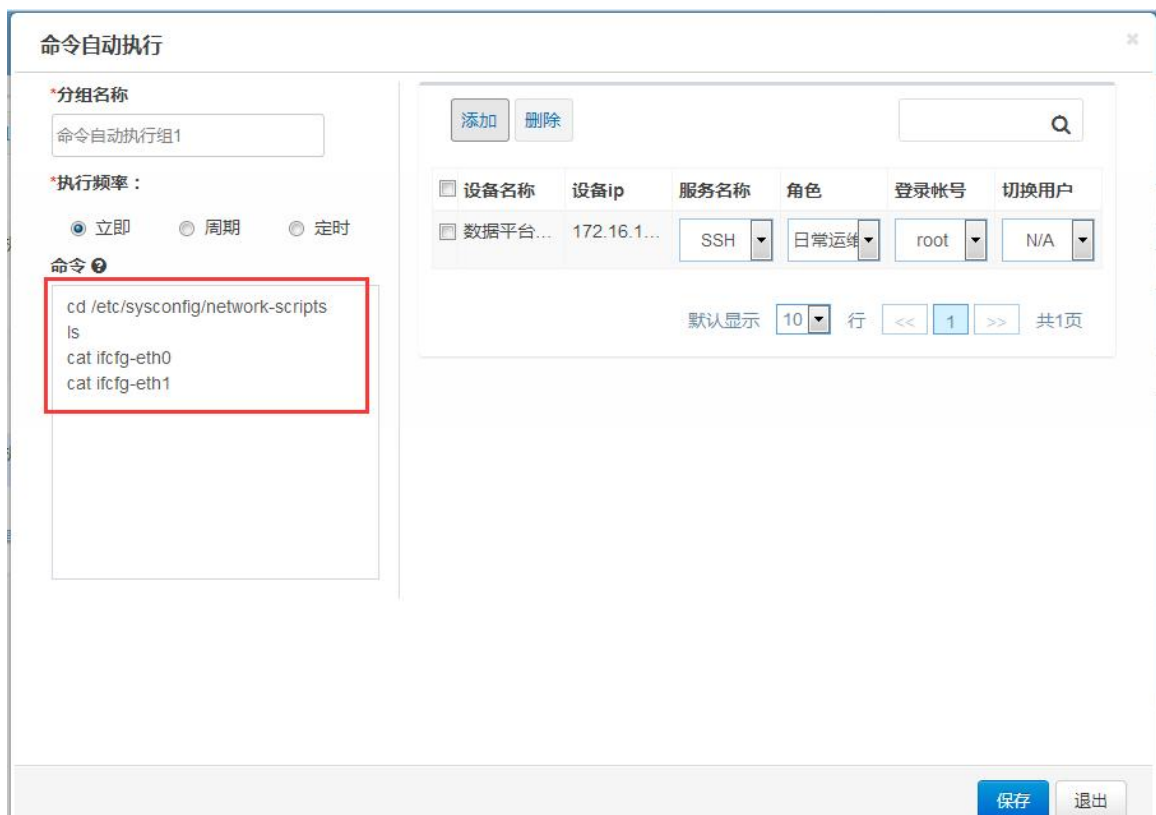 命令自动执行
*分组名称
命令自动执行组1
*执行频率：
立即 周期 定时
命令
cd /etc/sysconfig/network-scripts
ls
cat ifcfg-eth0
cat ifcfg-eth1
添加 删除
设备名称 设备ip 服务名称 角色 登录帐号 切换用户
数据平台... 172.16.1... SSH 日常运维 root N/A
默认显示 10 行 << 1 >> 共1页
保存 退出